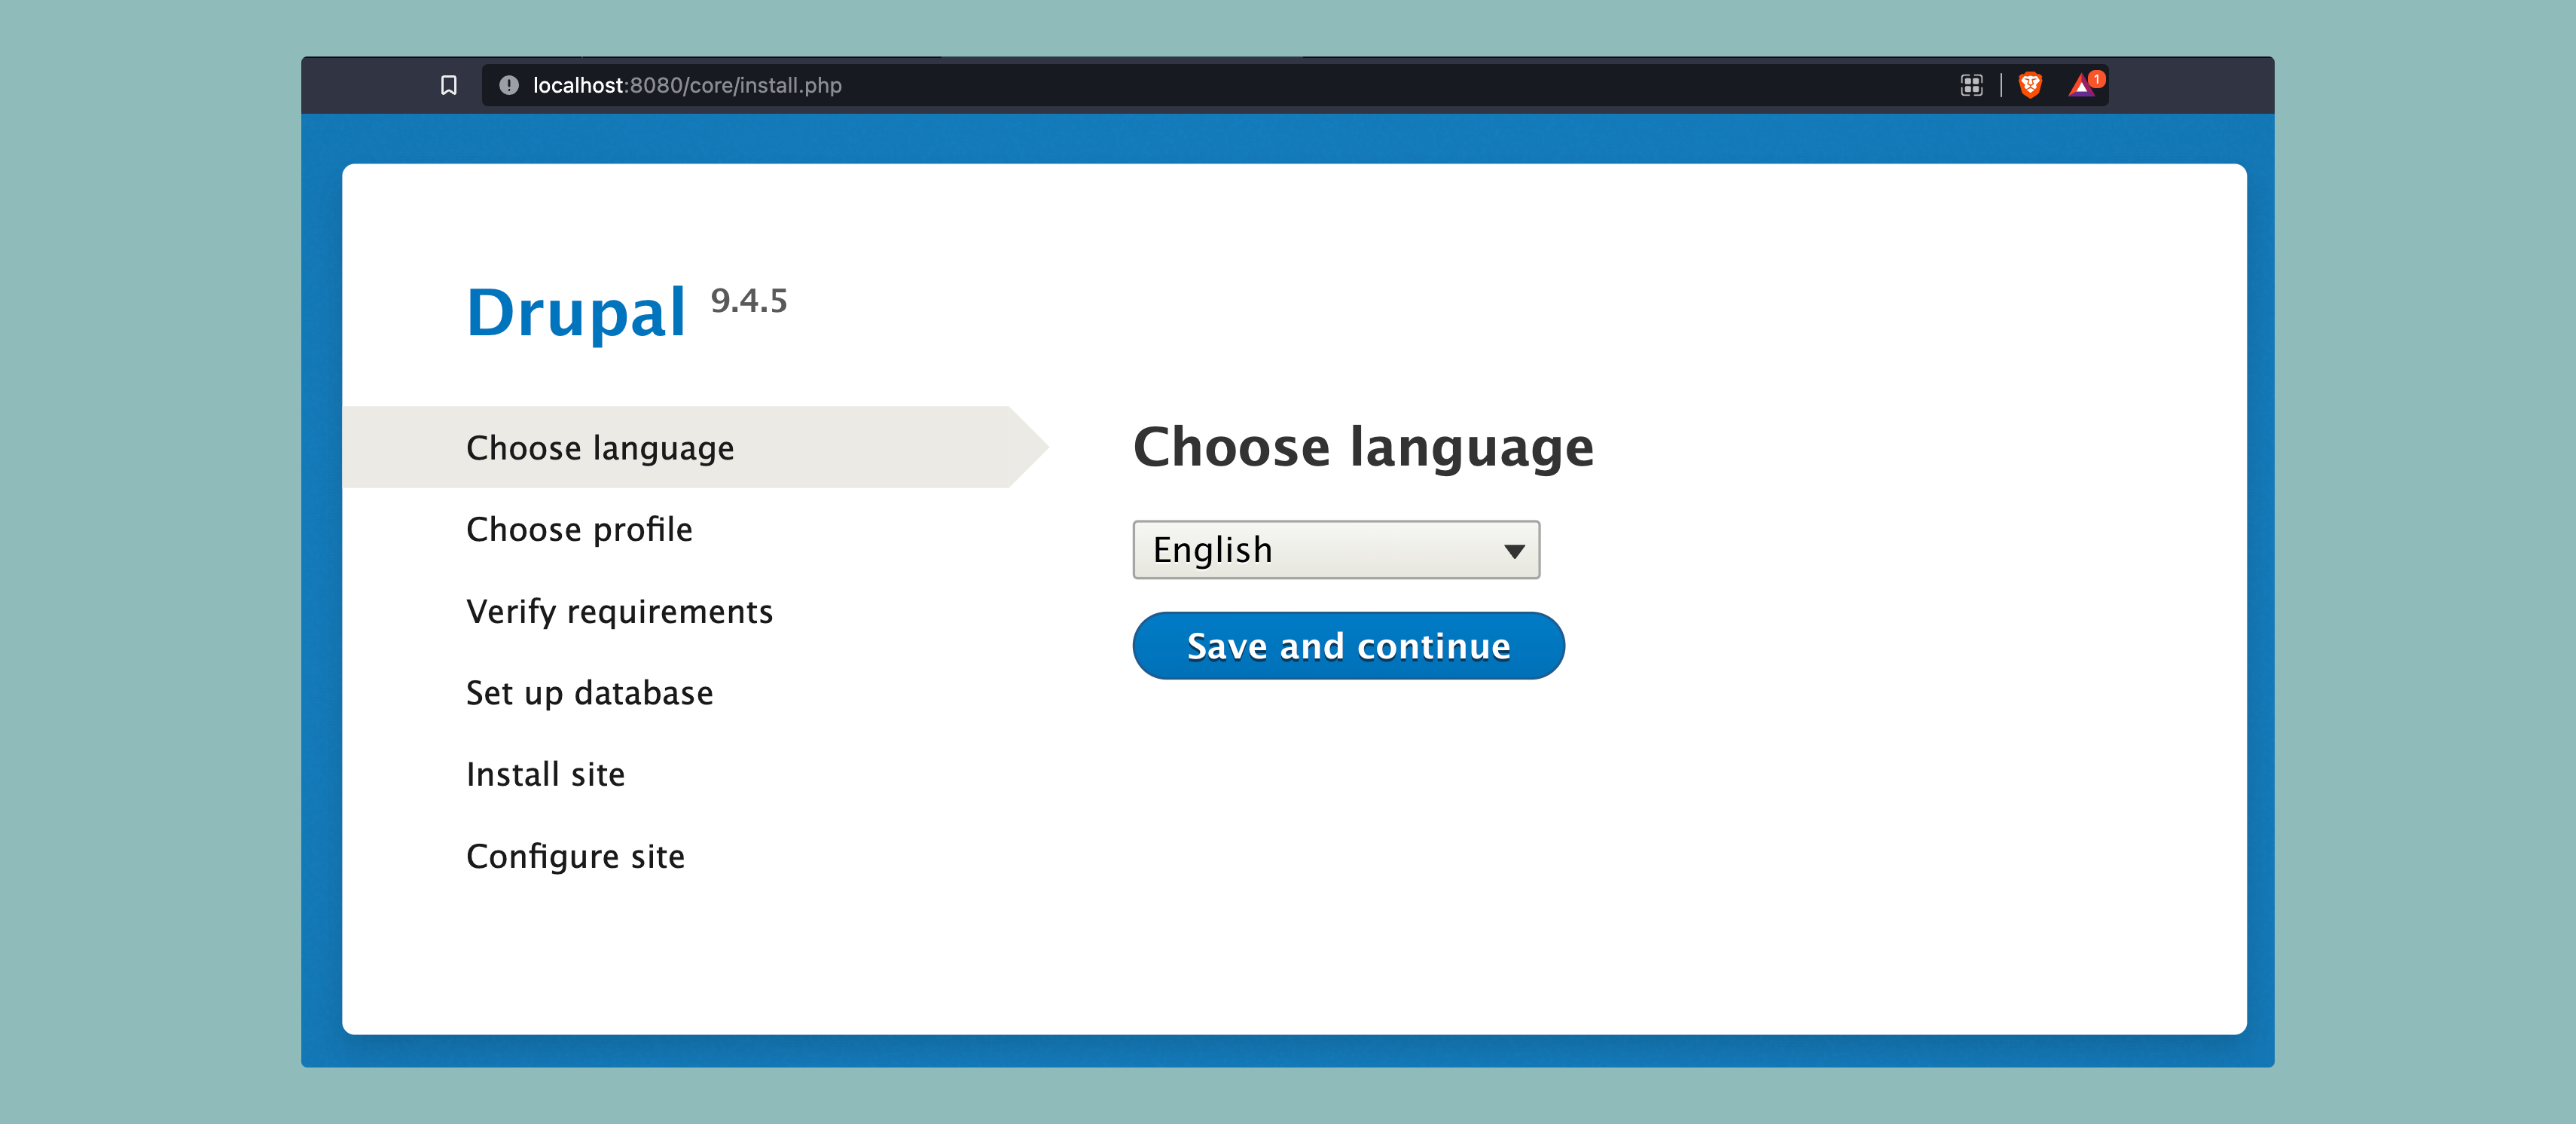 localhost:8080/core/install.php
1
Drupal 9.4.5
Choose language
Choose profile
Verify requirements
Set up database
Install site
Configure site
Choose language
English
Save and continue